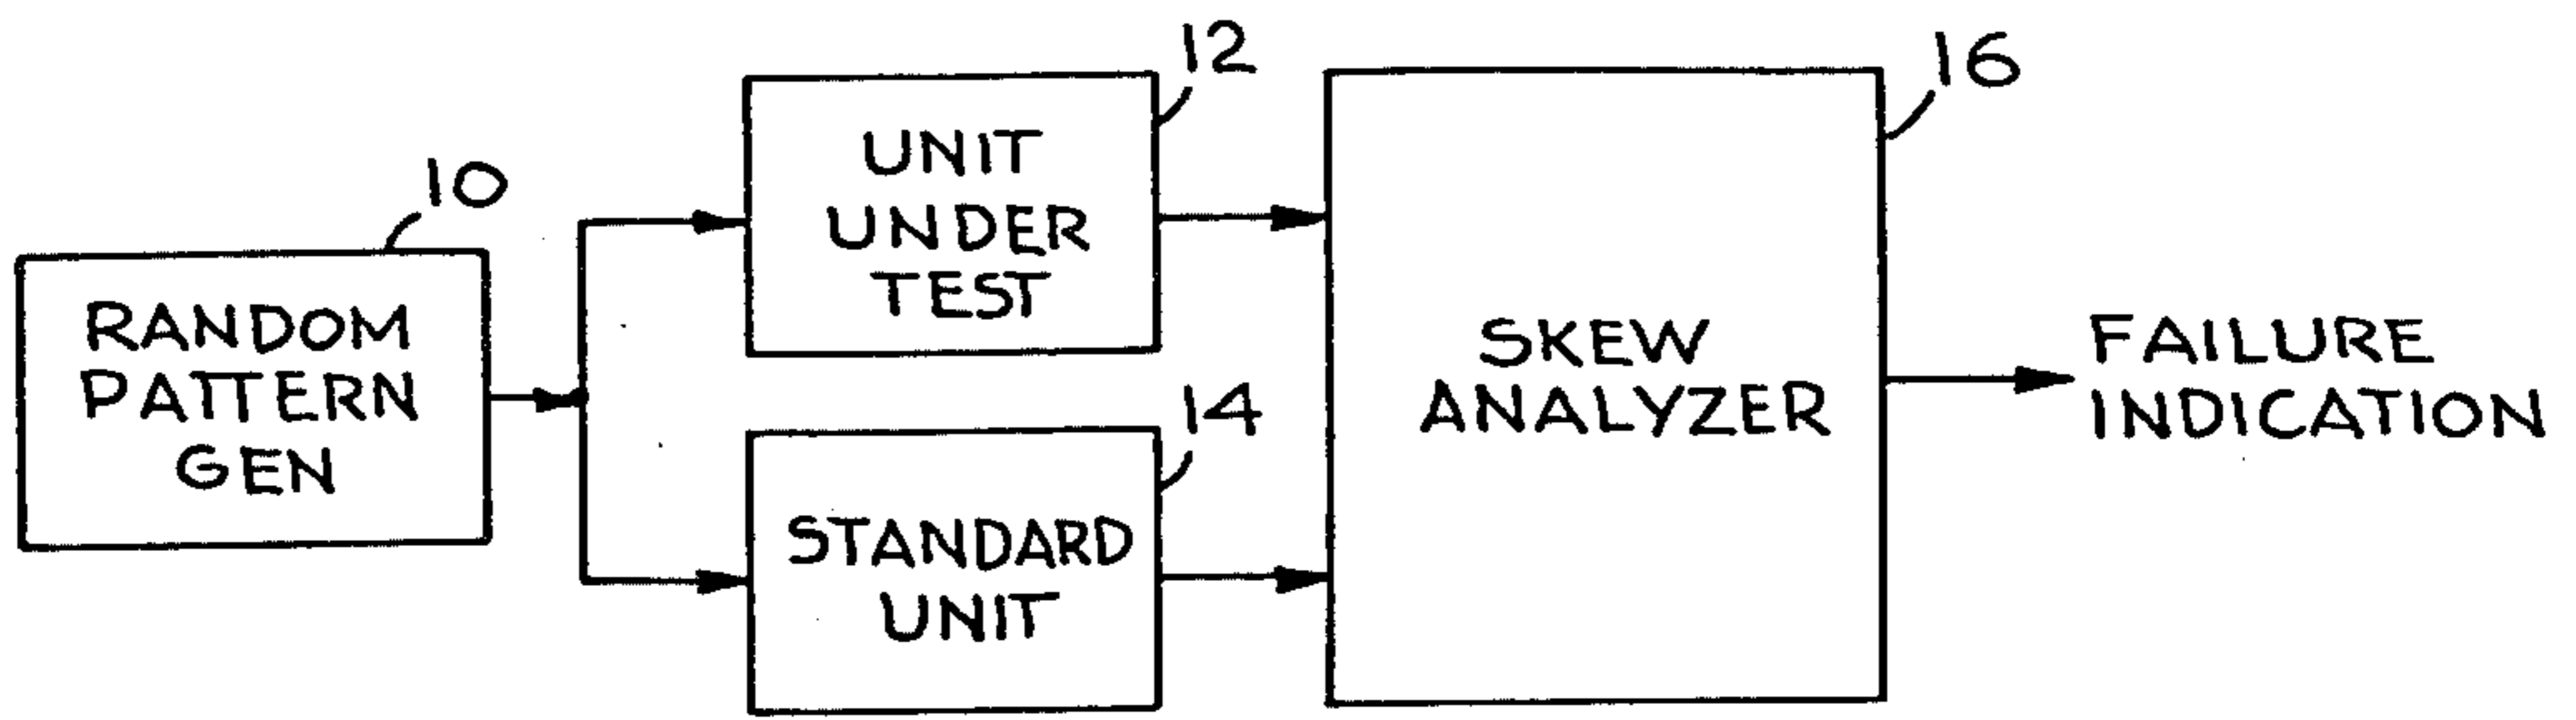 10
RANDOM
PATTERN
GEN
12
UNIT
UNDER
TEST
14
STANDARD
UNIT
16
SKEW
ANALYZER
FAILURE
INDICATION